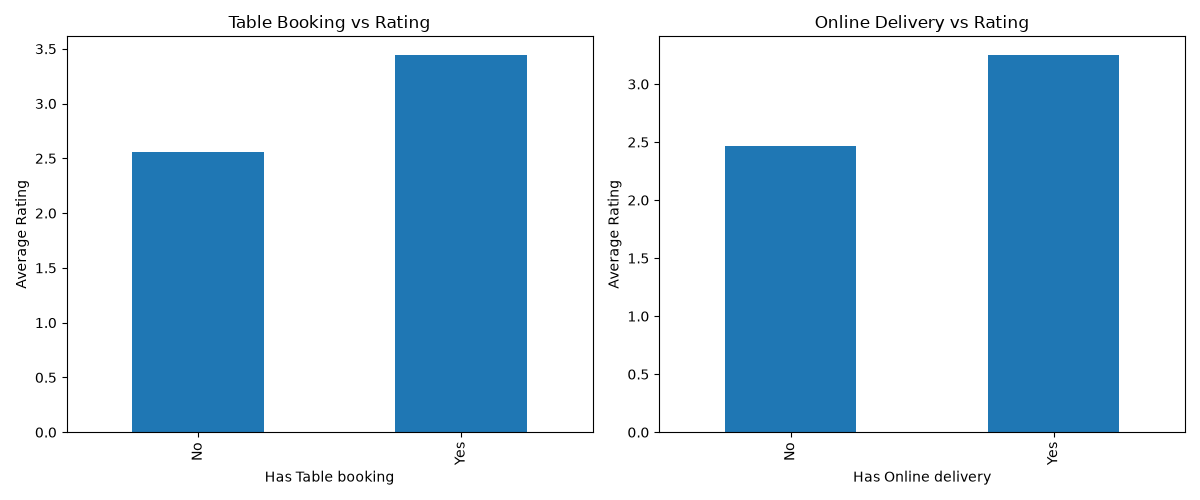 Table Booking vs Rating
Average Rating
3.5
3.0
2.5
2.0
1.5
1.0
0.5
0.0
No
Yes
Has Table booking
Online Delivery vs Rating
Average Rating
3.0
2.5
2.0
1.5
1.0
0.5
0.0
No
Yes
Has Online delivery